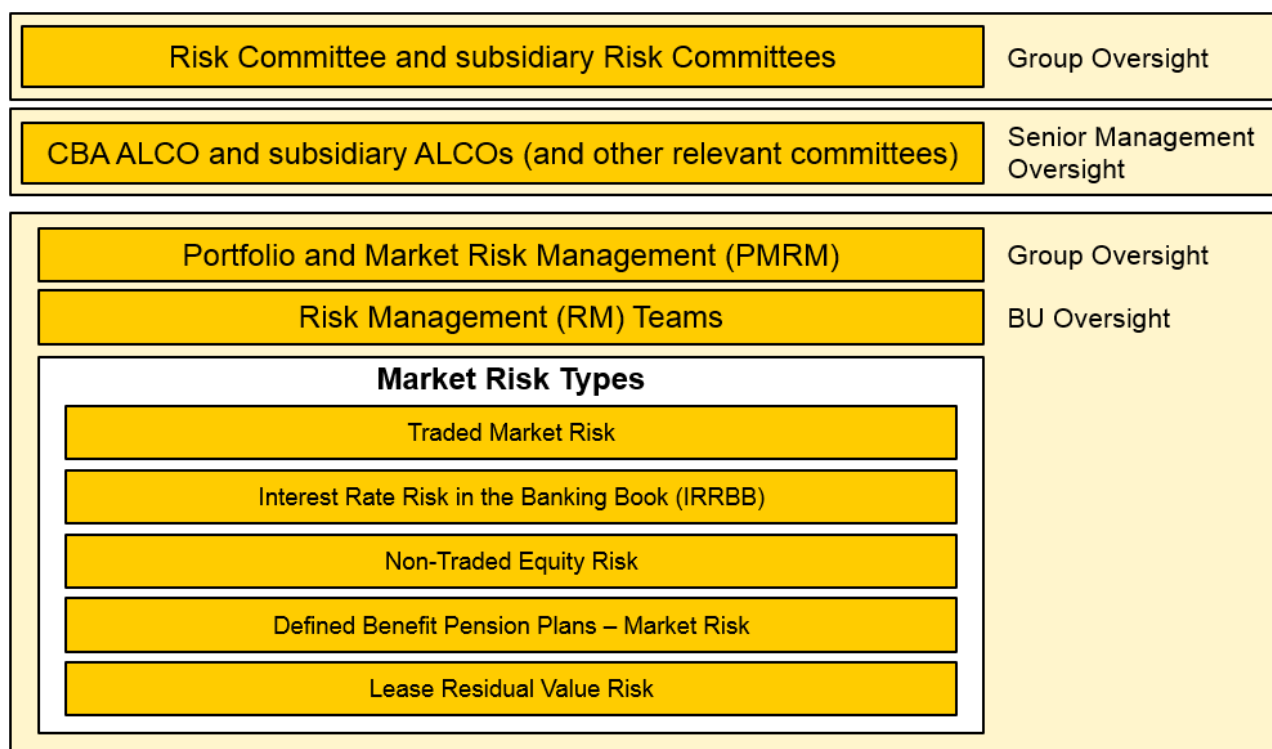 Risk Committee and subsidiary Risk Committees
Group Oversight
CBA ALCO and subsidiary ALCOs (and other relevant committees)
Senior Management
Oversight
Portfolio and Market Risk Management (PMRM)
Group Oversight
Risk Management (RM) Teams
BU Oversight
Market Risk Types
Traded Market Risk
Interest Rate Risk in the Banking Book (IRRBB)
Non-Traded Equity Risk
Defined Benefit Pension Plans – Market Risk
Lease Residual Value Risk